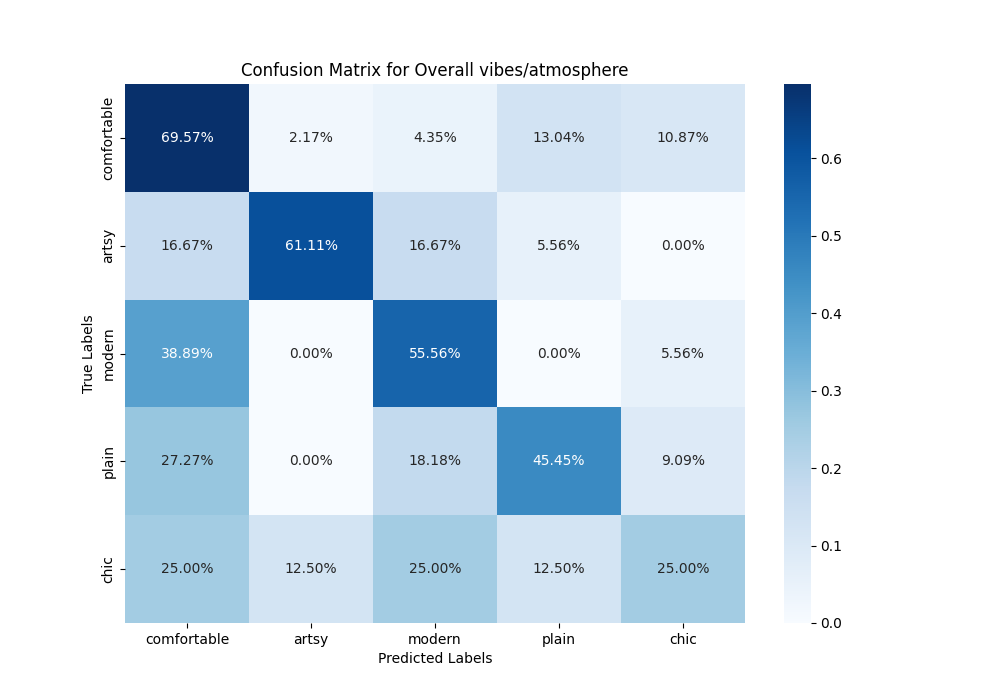 Confusion Matrix for Overall vibes/atmosphere
True Labels
comfortable 69.57% 2.17% 4.35% 13.04% 10.87%
artsy 16.67% 61.11% 16.67% 5.56% 0.00%
modern 38.89% 0.00% 55.56% 0.00% 5.56%
plain 27.27% 0.00% 18.18% 45.45% 9.09%
chic 25.00% 12.50% 25.00% 12.50% 25.00%
comfortable artsy modern plain chic
Predicted Labels
0.6
0.5
0.4
0.3
0.2
0.1
0.0